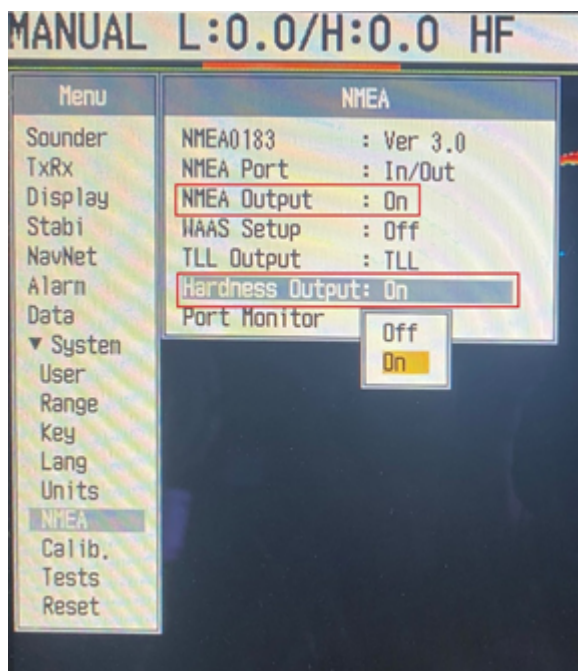 MANUAL L:0.0/H:0.0 HF
Menu
Sounder
TxRx
Display
Stabi
NavNet
Alarm
Data
▼ System
User
Range
Key
Lang
Units
NMEA
Calib.
Tests
Reset
NMEA
NMEA0183 : Ver 3.0
NMEA Port : In/Out
NMEA Output : On
WAAS Setup : Off
TLL Output : TLL
Hardness Output: On
Port Monitor
Off
On